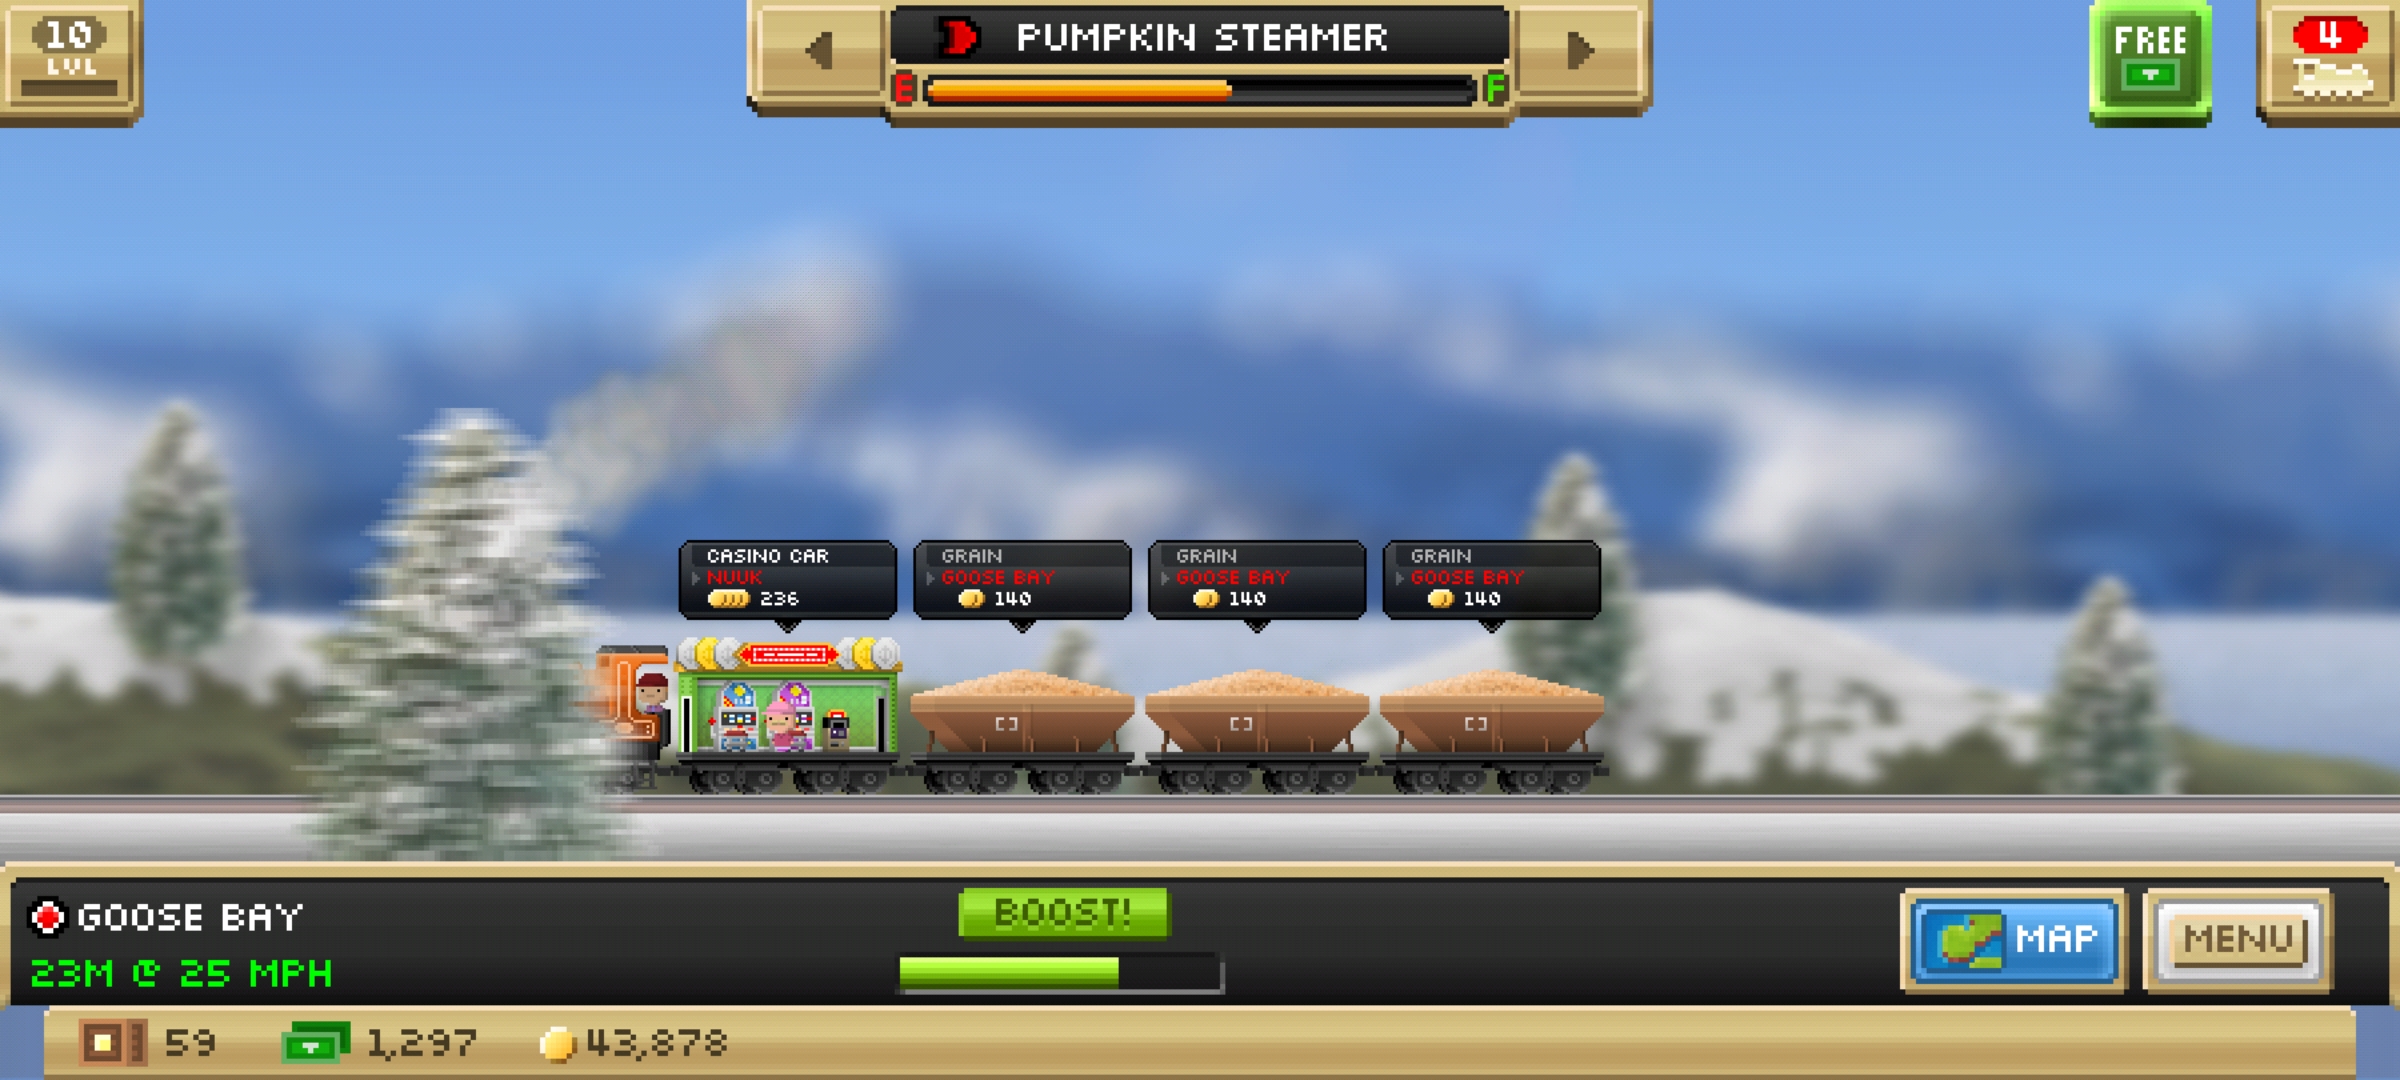 10
LVL
PUMPKIN STEAMER
E F
FREE
4
CASINO CAR
NUUK
236
GRAIN
GOOSE BAY
140
GRAIN
GOOSE BAY
140
GRAIN
GOOSE BAY
140
GOOSE BAY
23M @ 25 MPH
BOOST!
MAP
MENU
59
1,297
43,878